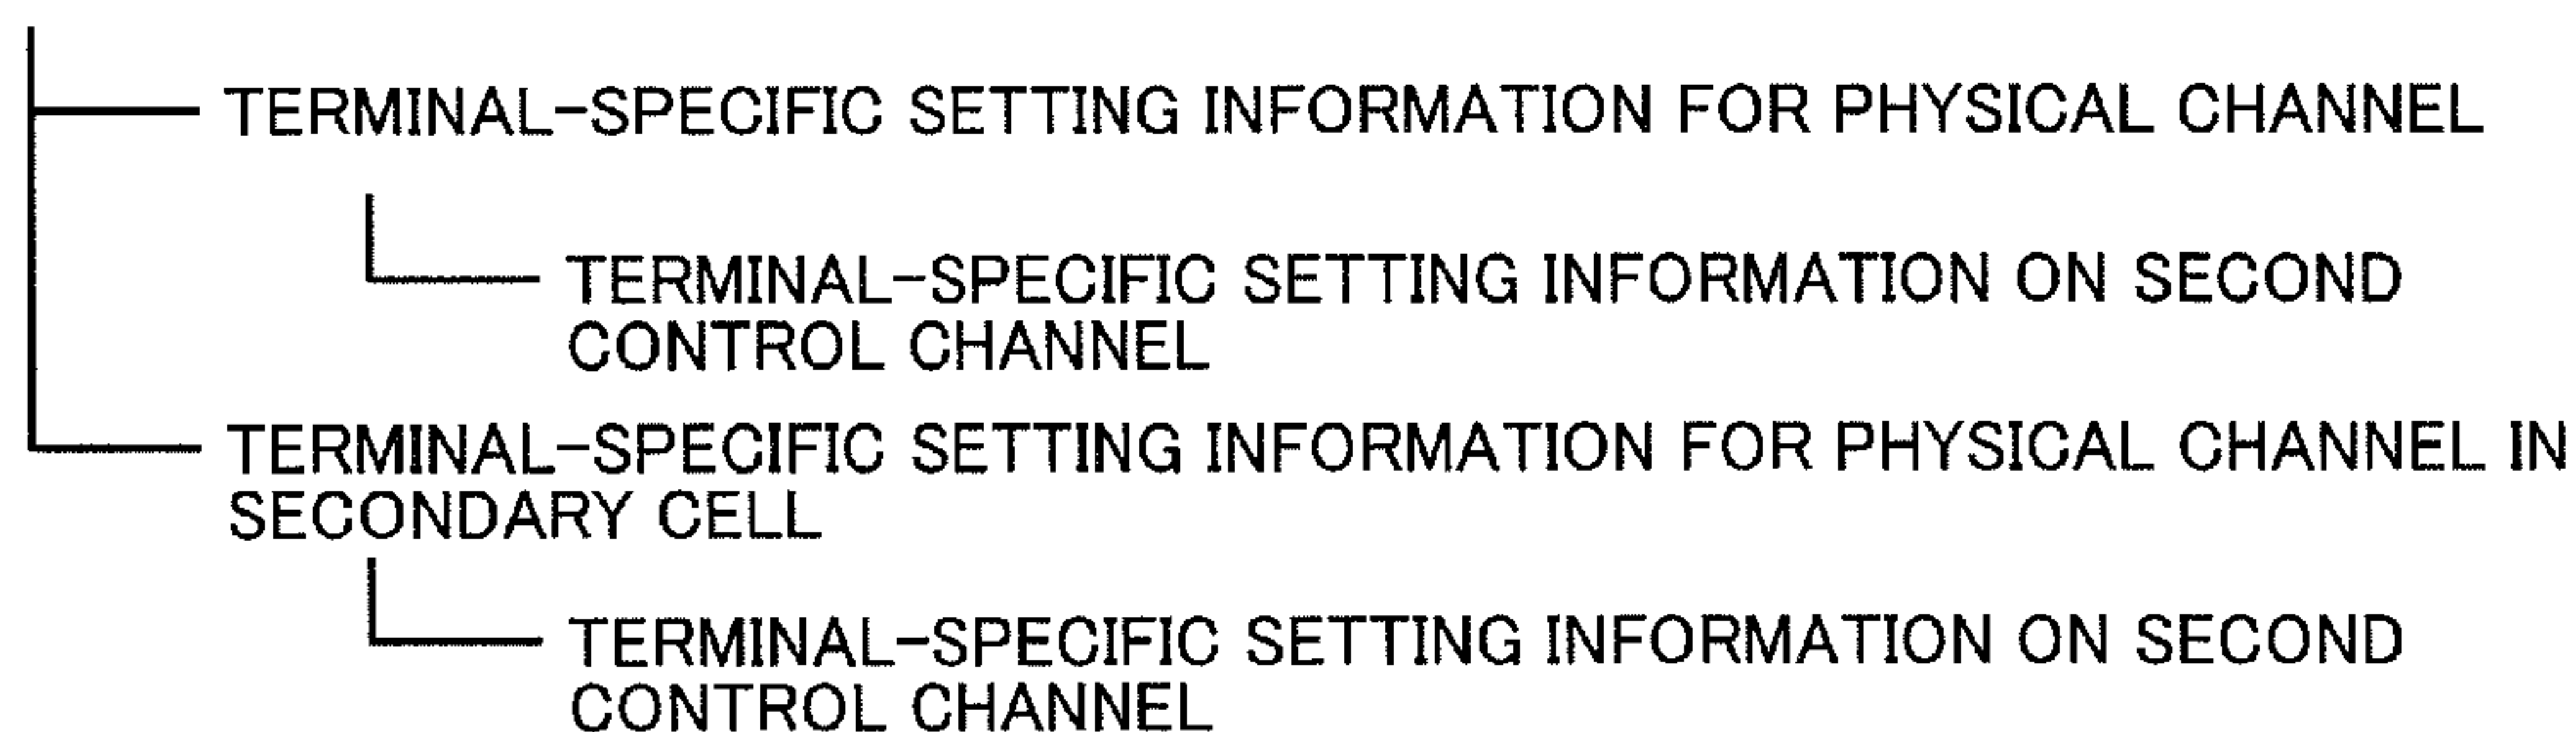 TERMINAL-SPECIFIC SETTING INFORMATION FOR PHYSICAL CHANNEL
TERMINAL-SPECIFIC SETTING INFORMATION ON SECOND
CONTROL CHANNEL
TERMINAL-SPECIFIC SETTING INFORMATION FOR PHYSICAL CHANNEL IN
SECONDARY CELL
TERMINAL-SPECIFIC SETTING INFORMATION ON SECOND
CONTROL CHANNEL